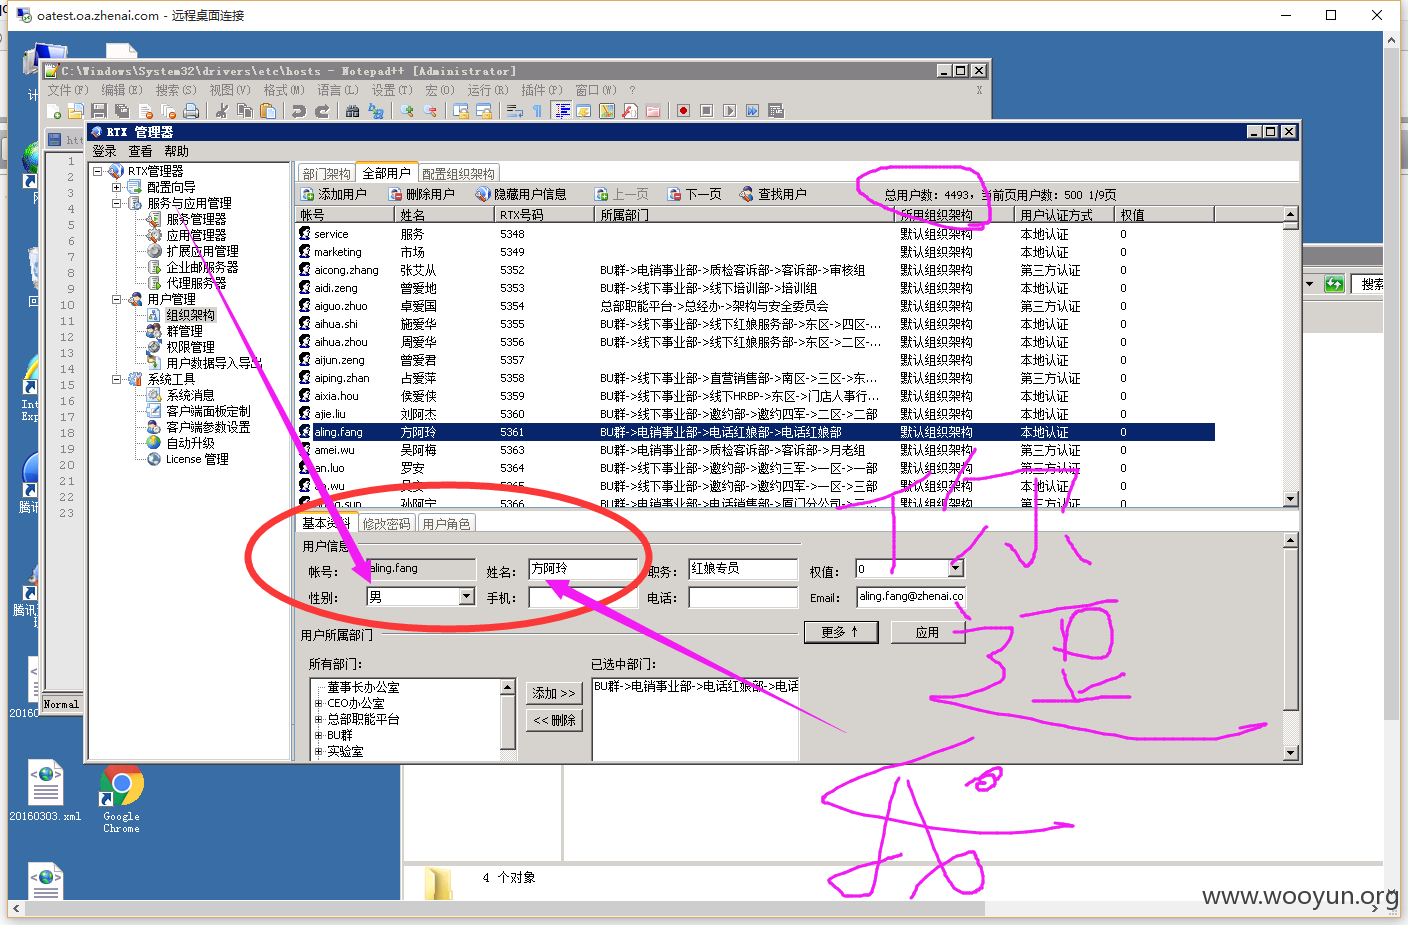 oatest.oa.zhenai.com - 远程桌面连接
C:\Windows\System32\drivers\etc\hosts - Notepad++ [Administrator]
文件(F) 编辑(E) 搜索(S) 视图(V) 格式(M) 语言(L) 设置(T) 宏(O) 运行(R) 插件(P) 窗口(W) ? X
RTX 管理器
登录 查看 帮助
RTX管理器
配置向导
服务与应用管理
服务管理器
应用管理器
扩展应用管理
企业邮服务器
代理服务器
用户管理
组织架构
群管理
权限管理
用户数据导入导出
系统工具
系统消息
客户端面板定制
客户端参数设置
自动升级
License 管理
1
2
3
4
5
6
7
8
9
10
11
12
13
14
15
16
17
18
19
20
21
22
23
部门架构 全部用户 配置组织架构
添加用户 删除用户 隐藏用户信息 上一页 下一页 查找用户 总用户数: 4493, 当前页用户数: 500 1/9页
帐号 姓名 RTX号码 所属部门 所用组织架构 用户认证方式 权值
service 服务 5348 默认组织架构 本地认证 0
marketing 市场 5349 默认组织架构 本地认证 0
aicong.zhang 张艾从 5352 BU群->电销事业部->质检客诉部->客诉部->审核组 默认组织架构 第三方认证 0
aidi.zeng 曾爱地 5353 BU群->线下事业部->线下培训部->培训组 默认组织架构 本地认证 0
aiguo.zhuo 卓爱国 5354 总部职能平台->总经办->架构与安全委员会 默认组织架构 第三方认证 0
aihua.shi 施爱华 5355 BU群->线下事业部->线下红娘服务部->东区->四区-... 默认组织架构 本地认证 0
aihua.zhou 周爱华 5356 BU群->线下事业部->线下红娘服务部->东区->二区-... 默认组织架构 本地认证 0
aijun.zeng 曾爱君 5357 默认组织架构 本地认证 0
aiping.zhan 占爱萍 5358 BU群->线下事业部->直营销售部->南区->三区->东... 默认组织架构 第三方认证 0
aixia.hou 侯爱侠 5359 BU群->线下事业部->线下HRBP->东区->门店人事行... 默认组织架构 本地认证 0
ajie.liu 刘阿杰 5360 BU群->线下事业部->邀约部->邀约四军->二区->二部 默认组织架构 本地认证 0
aling.fang 方阿玲 5361 BU群->电销事业部->电话红娘部->电话红娘部 默认组织架构 本地认证 0
amei.wu 吴阿梅 5363 BU群->电销事业部->质检客诉部->客诉部->月老组 默认组织架构 第三方认证 0
an.luo 罗安 5364 BU群->线下事业部->邀约部->邀约三军->一区->一部 默认组织架构 第三方认证 0
5365 BU群->线下事业部->邀约部->邀约四军->一区->三部 默认组织架构 本地认证 0
孙阿宁 5366 BU群->电销事业部->电话销售部->厦门分公司->三... 默认组织架构 0
基本资料 修改密码 用户角色
用户信息
帐号: aling.fang 姓名: 方阿玲 职务: 红娘专员 权值: 0
性别: 男 手机: 电话: Email: aling.fang@zhenai.co
用户所属部门 更多 ↑ 应用
所有部门: 已选中部门:
董事长办公室
CEO办公室
总部职能平台
BU群
实验室
添加 >>
<< 删除
BU群->电销事业部->电话红娘部->电话
Normal
搜索
20160303.xml
Google
Chrome
4 个对象
www.wooyun.org